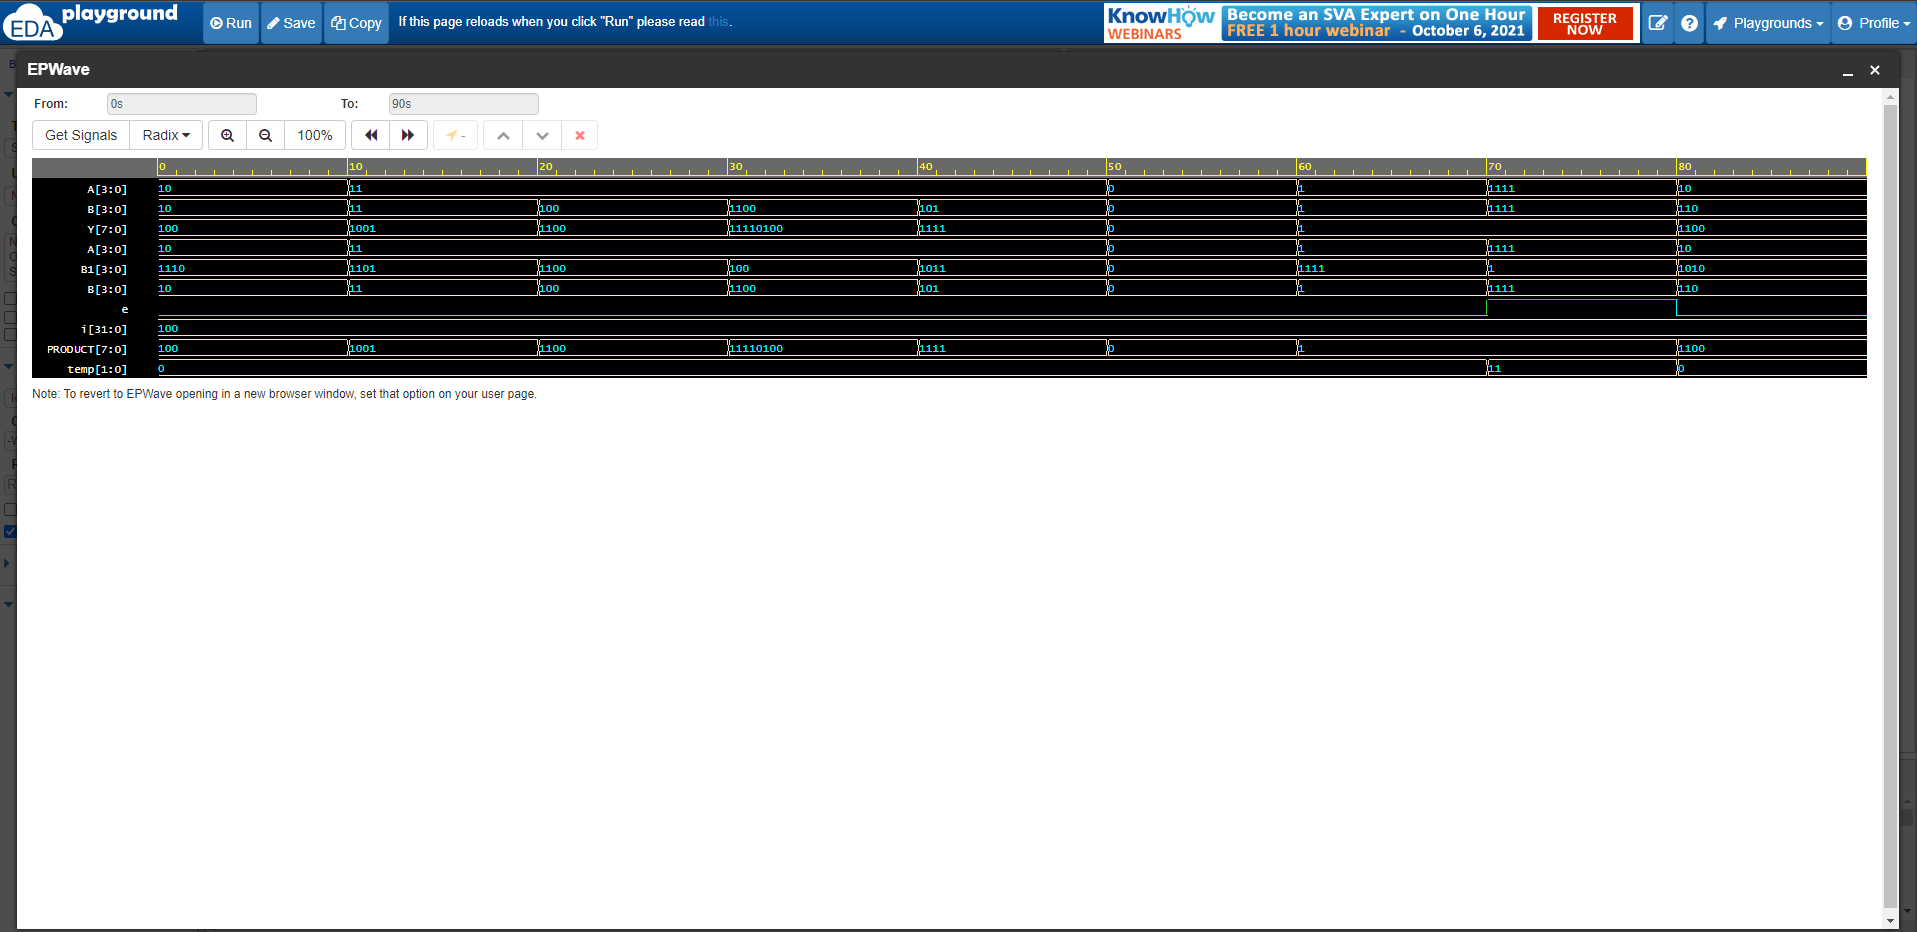 EDA playground
Run Save Copy If this page reloads when you click "Run" please read this.
KnowHow WEBINARS
Become an SVA Expert on One Hour
FREE 1 hour webinar - October 6, 2021
REGISTER NOW
Playgrounds Profile
EPWave
From: 0s To: 90s
Get Signals Radix 100% -
0 10 20 30 40 50 60 70 80
A[3:0] 10 11 0 1 1111 10
B[3:0] 10 11 100 1100 101 0 1 1111 110
Y[7:0] 100 1001 1100 11110100 1111 0 1 1100
A[3:0] 10 11 0 1 1111 10
B1[3:0] 1110 1101 1100 100 1011 0 1111 1 1010
B[3:0] 10 11 100 1100 101 0 1 1111 110
e
i[31:0] 100
PRODUCT[7:0] 100 1001 1100 11110100 1111 0 1 1100
temp[1:0] 0 11 0
Note: To revert to EPWave opening in a new browser window, set that option on your user page.